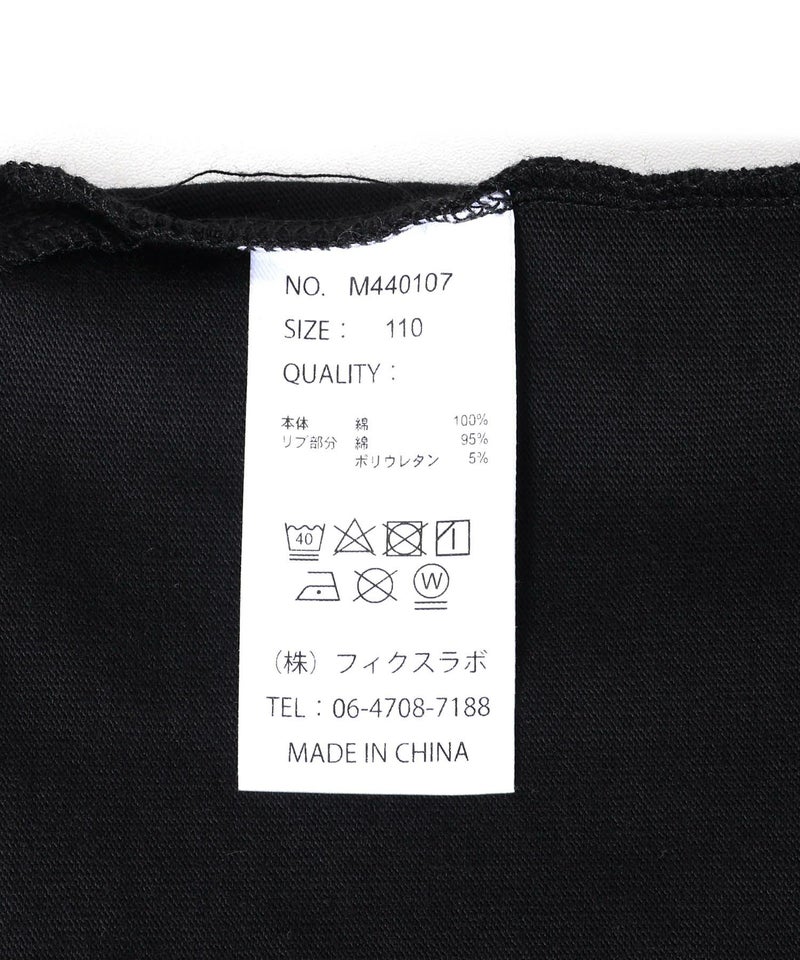 NO. M440107
SIZE : 110
QUALITY :
本体 綿 100%
リブ部分 綿 95%
ポリウレタン 5%
40
W
（株）フィクスラボ
TEL : 06-4708-7188
MADE IN CHINA